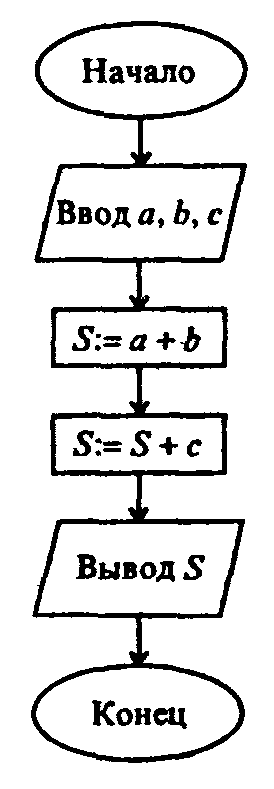 Начало
Ввод a, b, c
S:= a + b
S:= S + c
Вывод S
Конец